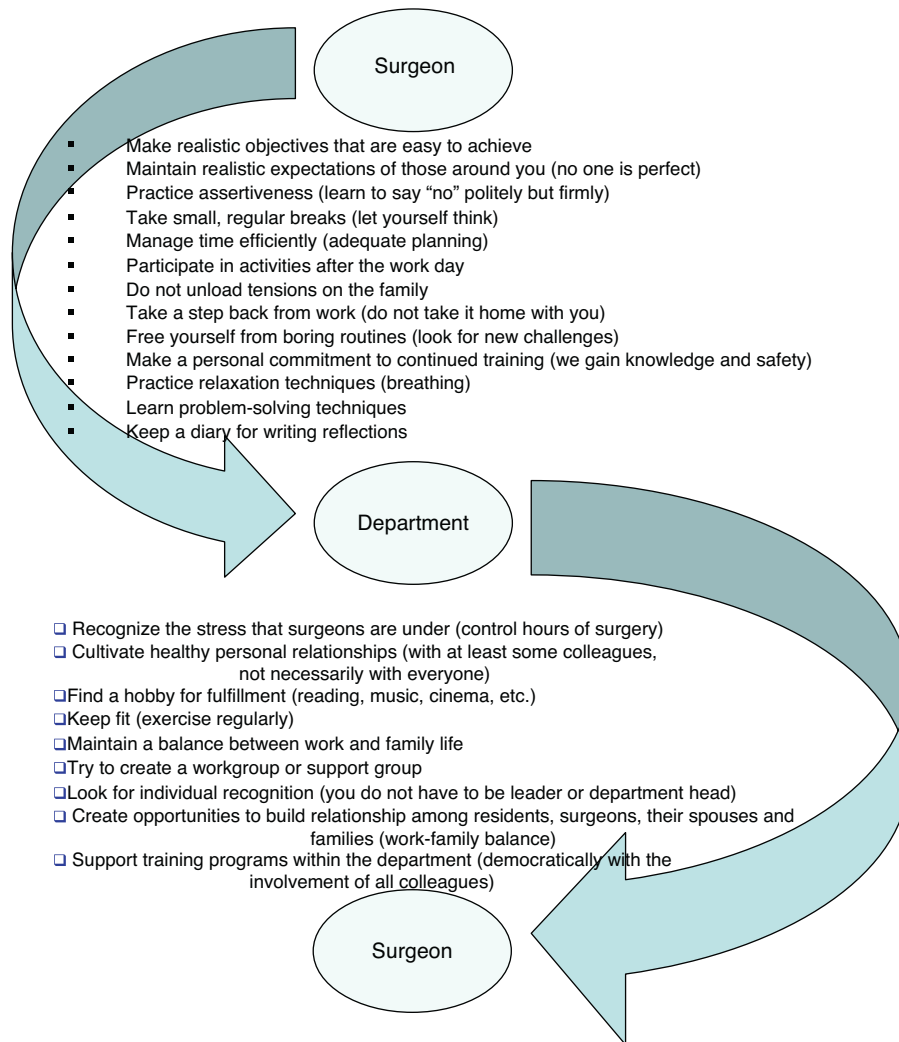 Surgeon
▪ Make realistic objectives that are easy to achieve
▪ Maintain realistic expectations of those around you (no one is perfect)
▪ Practice assertiveness (learn to say “no” politely but firmly)
▪ Take small, regular breaks (let yourself think)
▪ Manage time efficiently (adequate planning)
▪ Participate in activities after the work day
▪ Do not unload tensions on the family
▪ Take a step back from work (do not take it home with you)
▪ Free yourself from boring routines (look for new challenges)
▪ Make a personal commitment to continued training (we gain knowledge and safety)
▪ Practice relaxation techniques (breathing)
▪ Learn problem-solving techniques
▪ Keep a diary for writing reflections
Department
❑ Recognize the stress that surgeons are under (control hours of surgery)
❑ Cultivate healthy personal relationships (with at least some colleagues,
not necessarily with everyone)
❑Find a hobby for fulfillment (reading, music, cinema, etc.)
❑Keep fit (exercise regularly)
❑Maintain a balance between work and family life
❑Try to create a workgroup or support group
❑Look for individual recognition (you do not have to be leader or department head)
❑ Create opportunities to build relationship among residents, surgeons, their spouses and
families (work-family balance)
❑ Support training programs within the department (democratically with the
involvement of all colleagues)
Surgeon